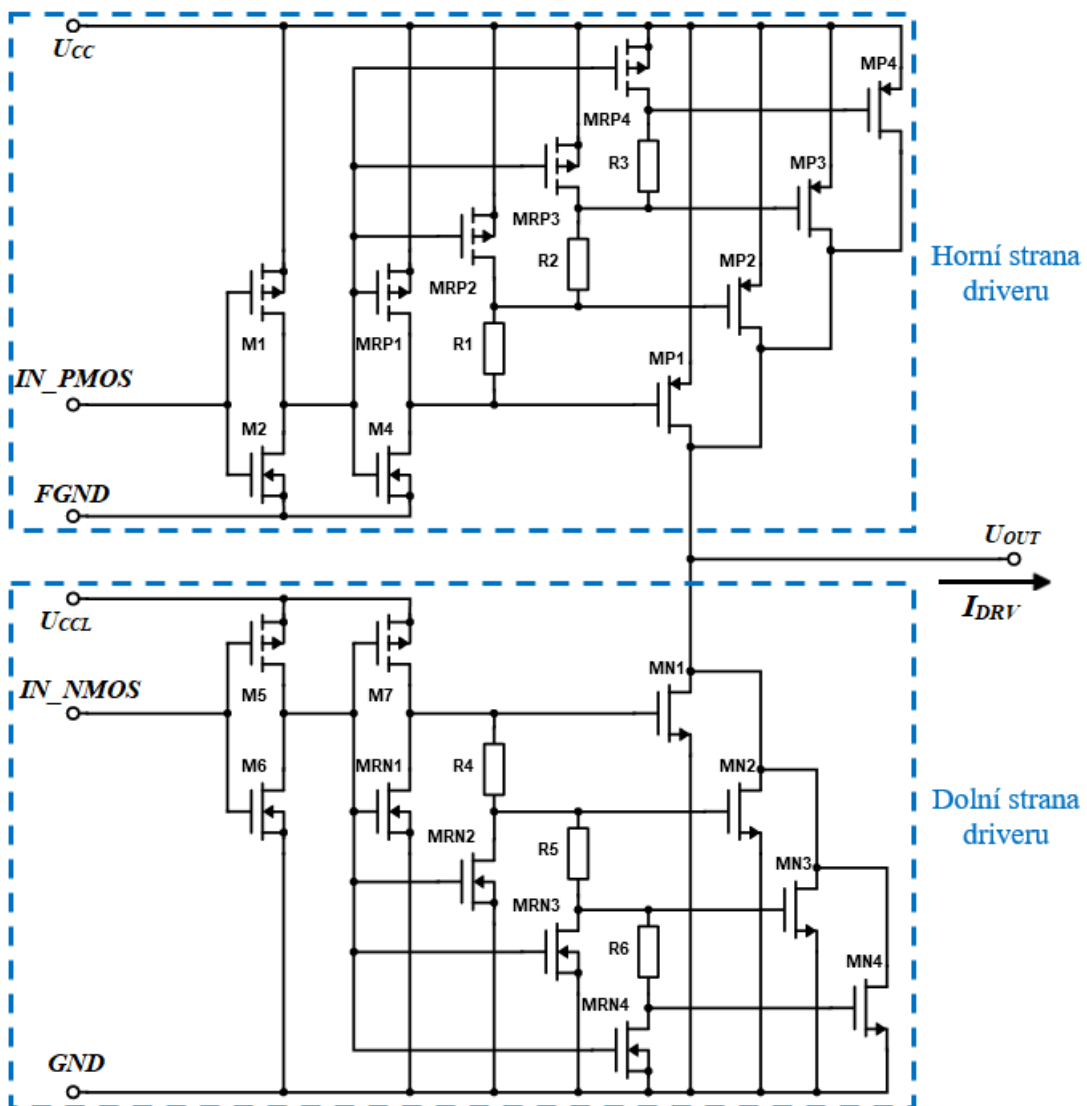 UCC
MP4
MRP4
R3
MP3
MRP3
R2
MP2
MRP2
R1
M1
MRP1
MP1
IN_PMOS
M2
M4
FGND
Horní strana
driveru
UOUT
IDRV
UCCL
IN_NMOS
M5
M7
MN1
R4
M6
MRN1
MN2
MRN2
R5
MN3
MRN3
R6
MN4
MRN4
GND
Dolní strana
driveru